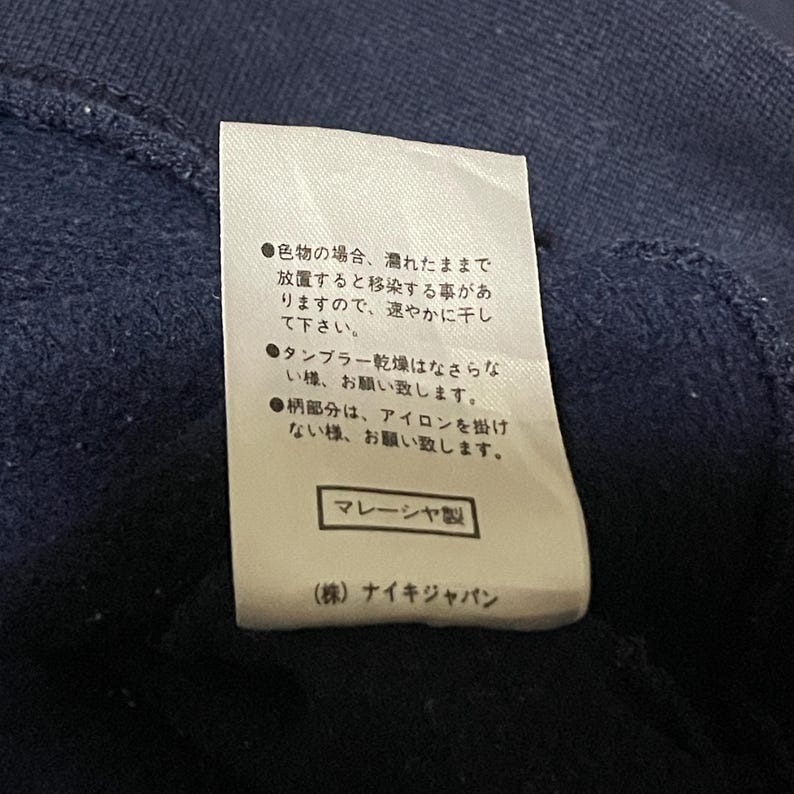 ●色物の場合、濡れたままで
放置すると移染する事があ
りますので、速やかに干し
て下さい。
●タンブラー乾燥はなさらな
い様、お願い致します。
●柄部分は、アイロンを掛け
ない様、お願い致します。
マレーシヤ製
(株) ナイキジャパン